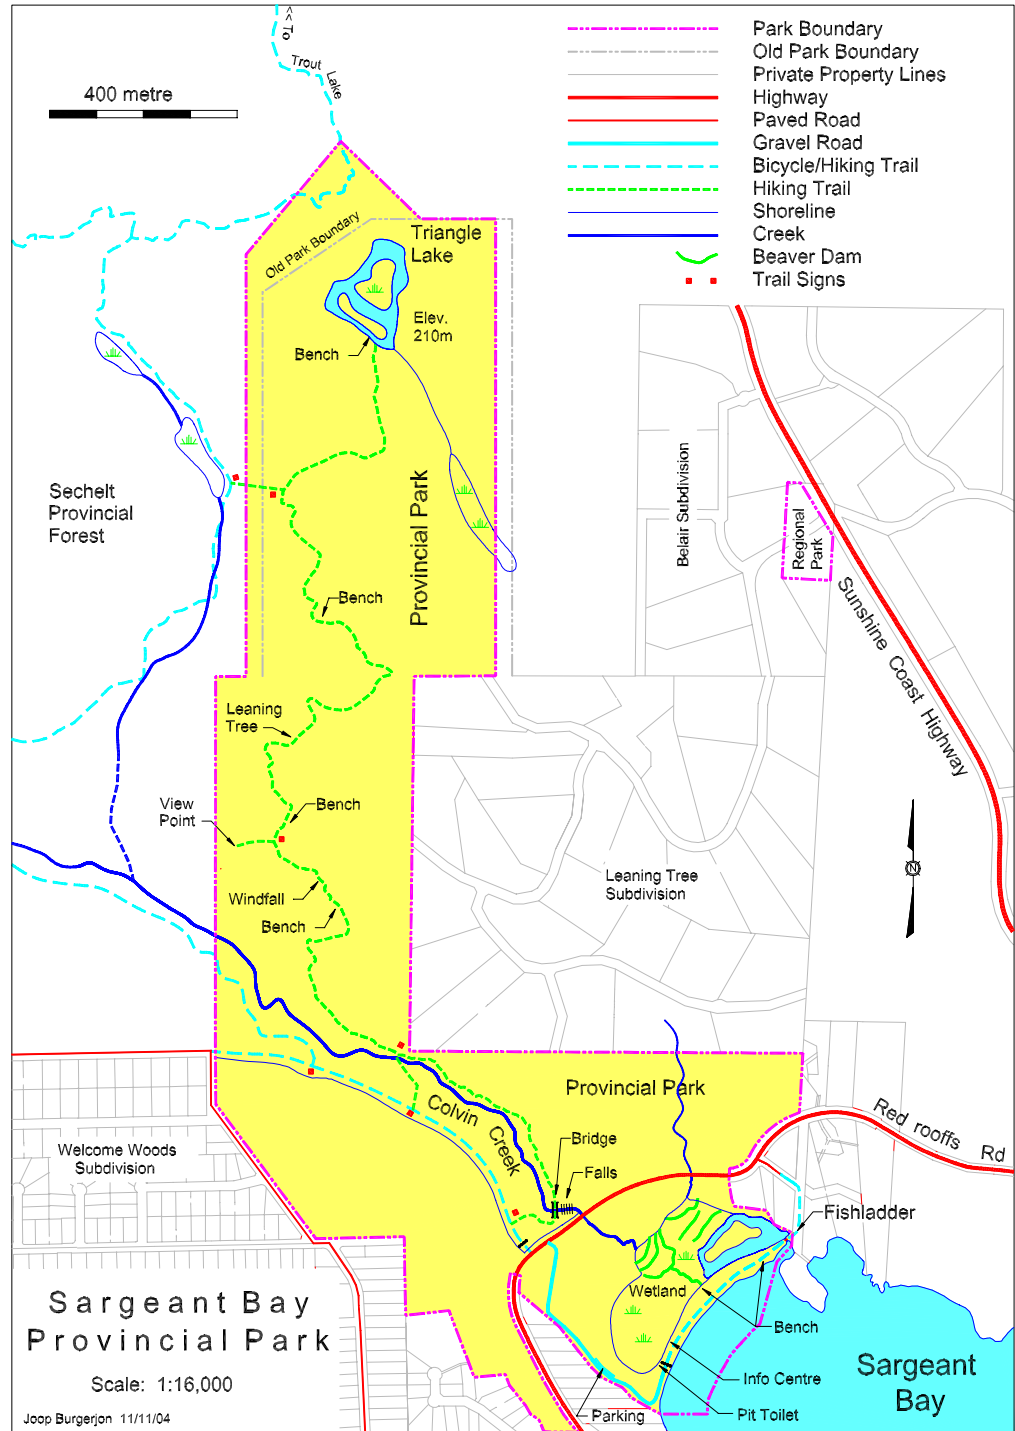 << To
Trout Lake
400 metre
Park Boundary
Old Park Boundary
Private Property Lines
Highway
Paved Road
Gravel Road
Bicycle/Hiking Trail
Hiking Trail
Shoreline
Creek
Beaver Dam
Trail Signs
Old Park Boundary
Triangle
Lake
Elev.
210m
Bench
Sechelt
Provincial
Forest
Provincial Park
Belair Subdivision
Regional
Park
Bench
Sunshine Coast Highway
Leaning
Tree
View
Point
Bench
Windfall
Bench
Leaning Tree
Subdivision
N
Provincial Park
Colvin
Creek
Red rooffs Rd
Welcome Woods
Subdivision
Bridge
Falls
Fishladder
Wetland
Bench
Sargeant Bay
Provincial Park
Scale: 1:16,000
Joop Burgerjon 11/11/04
Info Centre
Pit Toilet
Parking
Sargeant
Bay